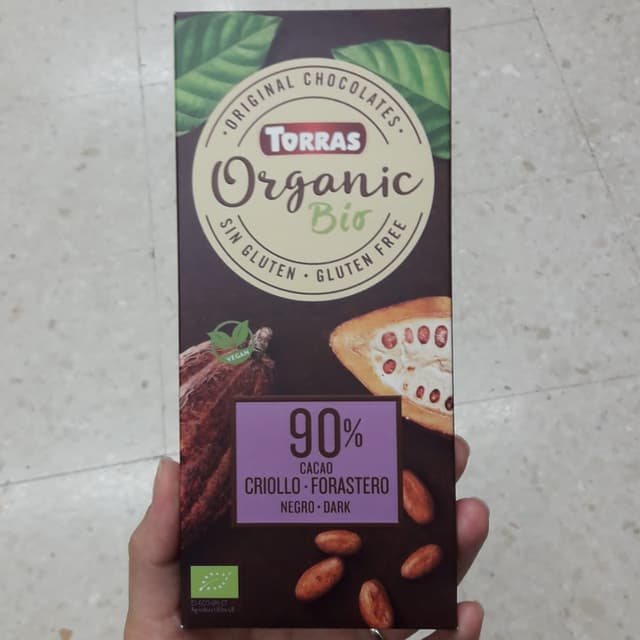 ORIGINAL CHOCOLATES
TORRAS
Organic
Bio
SIN GLUTEN · GLUTEN FREE
VEGAN
90%
CACAO
CRIOLLO · FORASTERO
NEGRO · DARK